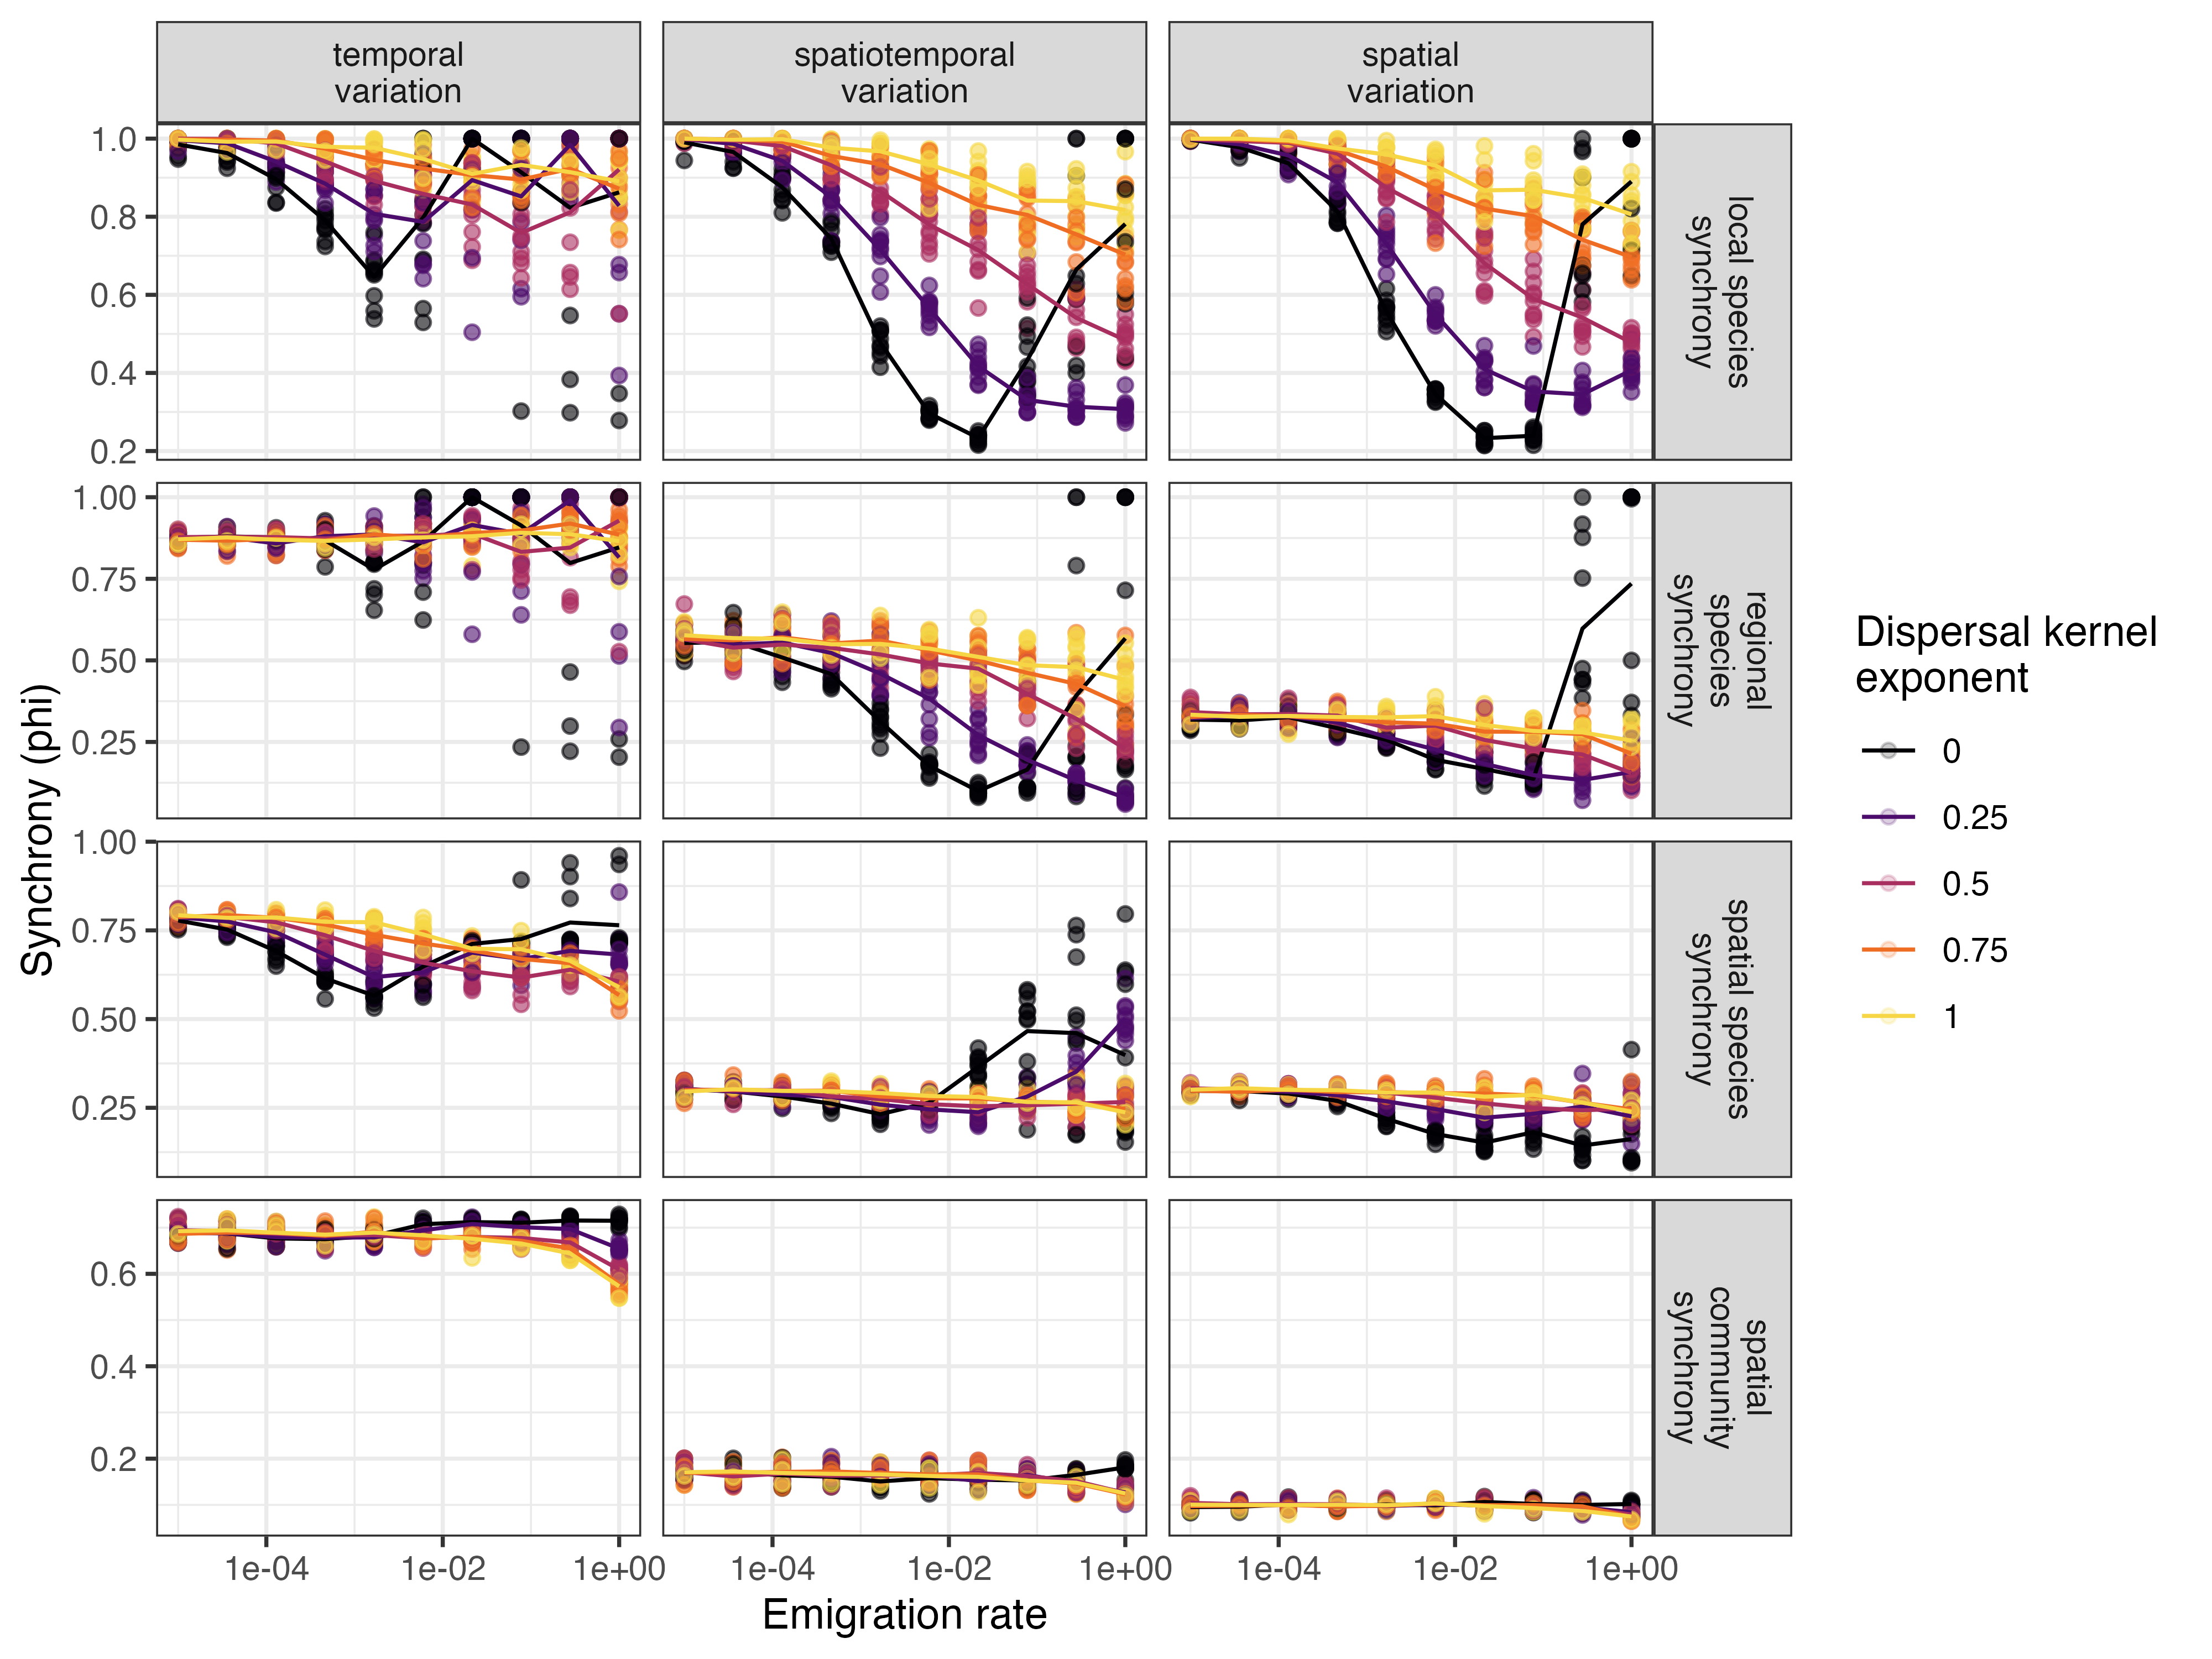 temporal
variation
spatiotemporal
variation
spatial
variation
1.0
0.8
0.6
0.4
0.2
local species
synchrony
1.00
0.75
0.50
0.25
regional
species
synchrony
1.00
0.75
0.50
0.25
spatial species
synchrony
0.6
0.4
0.2
spatial
community
synchrony
Synchrony (phi)
1e-04
1e-02
1e+00
1e-04
1e-02
1e+00
1e-04
1e-02
1e+00
Emigration rate
Dispersal kernel
exponent
0
0.25
0.5
0.75
1